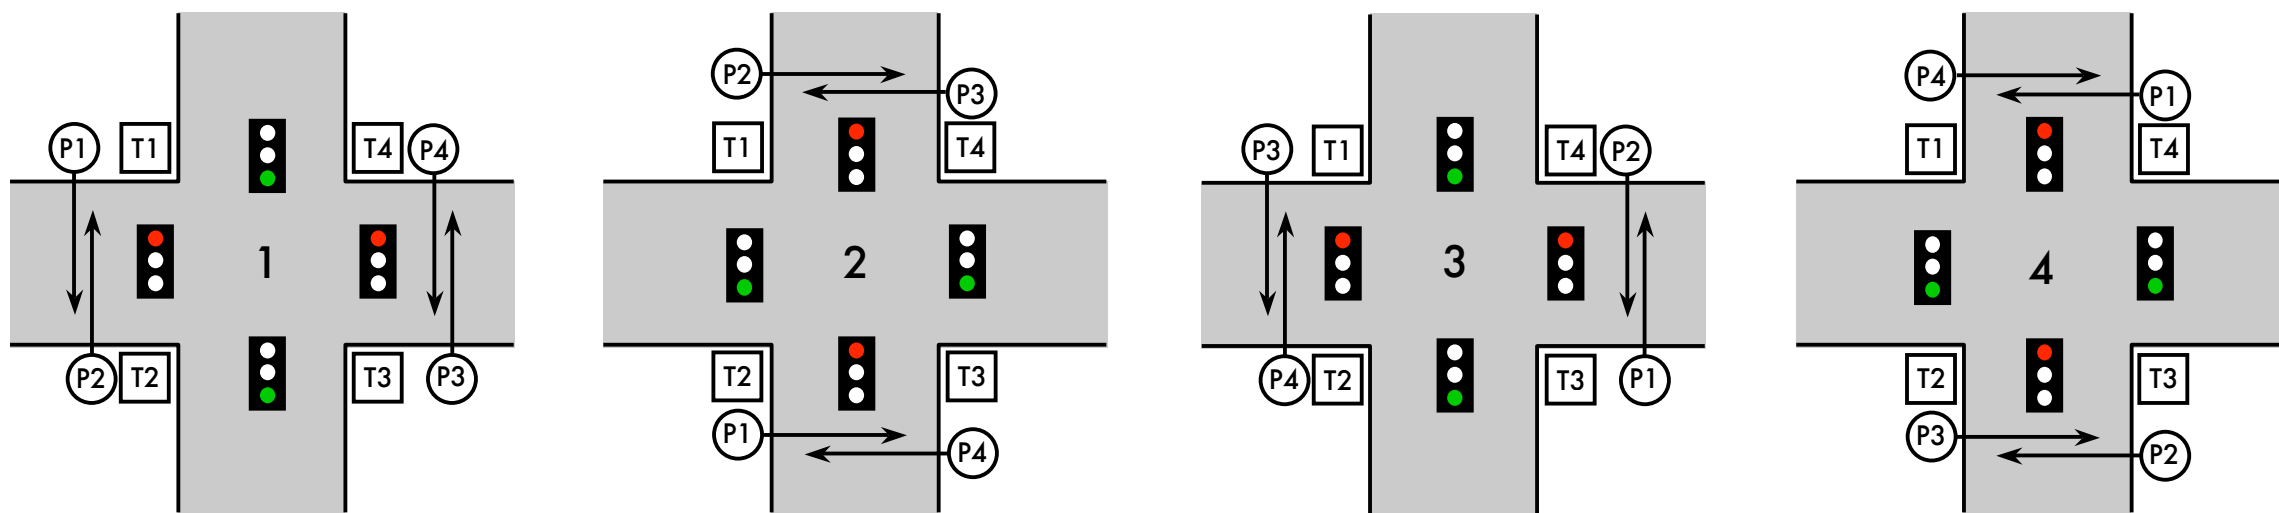 P1 T1 T4 P4
1
P2 T2 T3 P3
P2 P3
T1 T4
2
T2 T3
P1 P4
P3 T1 T4 P2
3
P4 T2 T3 P1
P4 P1
T1 T4
4
T2 T3
P3 P2